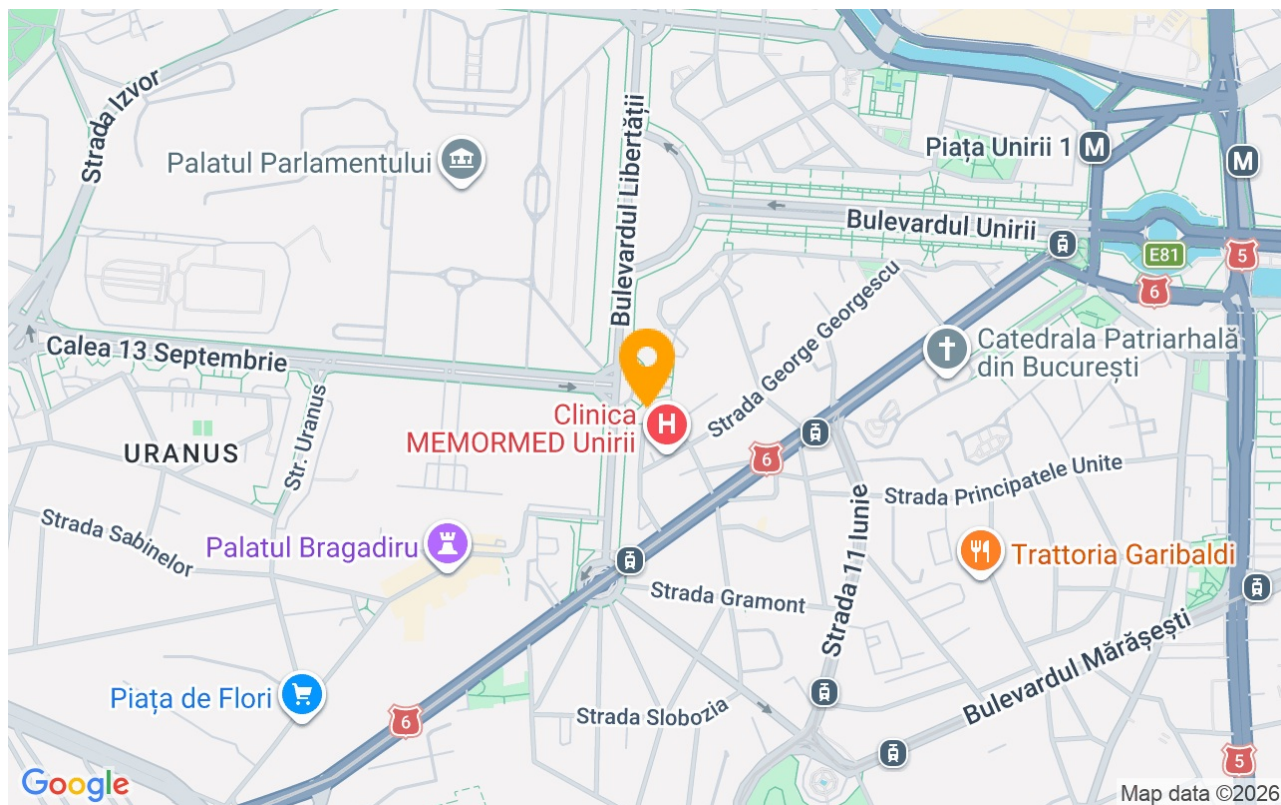 Strada Izvor
Palatul Parlamentului
Bulevardul Libertății
Piața Unirii 1
M
M
Bulevardul Unirii
E81
5
6
Calea 13 Septembrie
Strada George Georgescu
Catedrala Patriarhală
din București
Clinica
MEMORMED Unirii
H
URANUS
Str. Uranus
6
Strada Principatele Unite
Strada Sabinelor
Palatul Bragadiru
Strada 11 Iunie
Trattoria Garibaldi
Strada Gramont
Bulevardul Mărășești
Piața de Flori
6
Strada Slobozia
5
Google
Map data ©2026